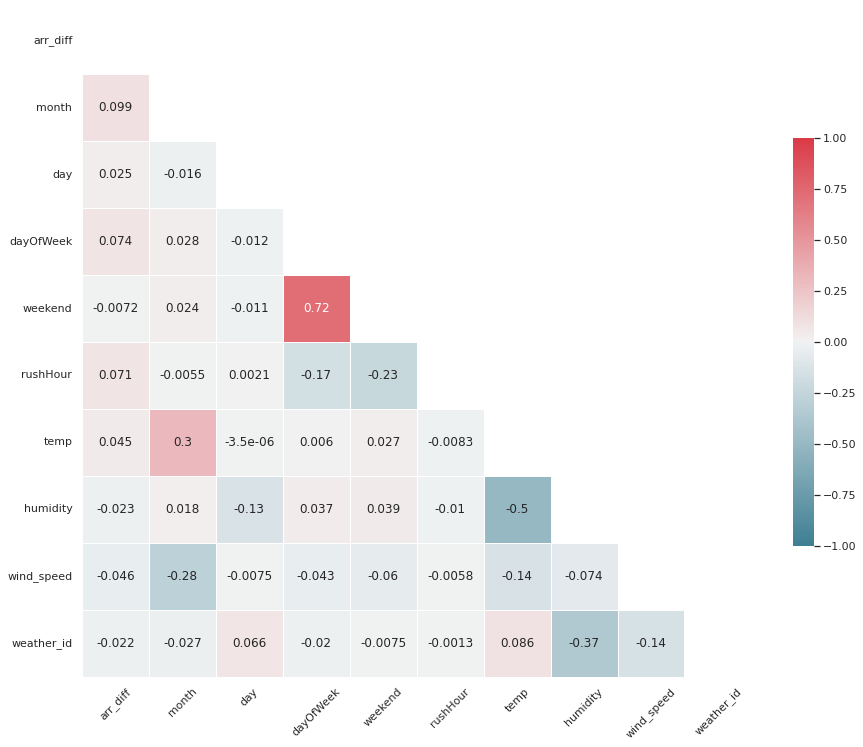 arr_diff
month 0.099
day 0.025 -0.016
dayOfWeek 0.074 0.028 -0.012
weekend -0.0072 0.024 -0.011 0.72
rushHour 0.071 -0.0055 0.0021 -0.17 -0.23
temp 0.045 0.3 -3.5e-06 0.006 0.027 -0.0083
humidity -0.023 0.018 -0.13 0.037 0.039 -0.01 -0.5
wind_speed -0.046 -0.28 -0.0075 -0.043 -0.06 -0.0058 -0.14 -0.074
weather_id -0.022 -0.027 0.066 -0.02 -0.0075 -0.0013 0.086 -0.37 -0.14
arr_diff month day dayOfWeek weekend rushHour temp humidity wind_speed weather_id
1.00
0.75
0.50
0.25
0.00
−0.25
−0.50
−0.75
−1.00